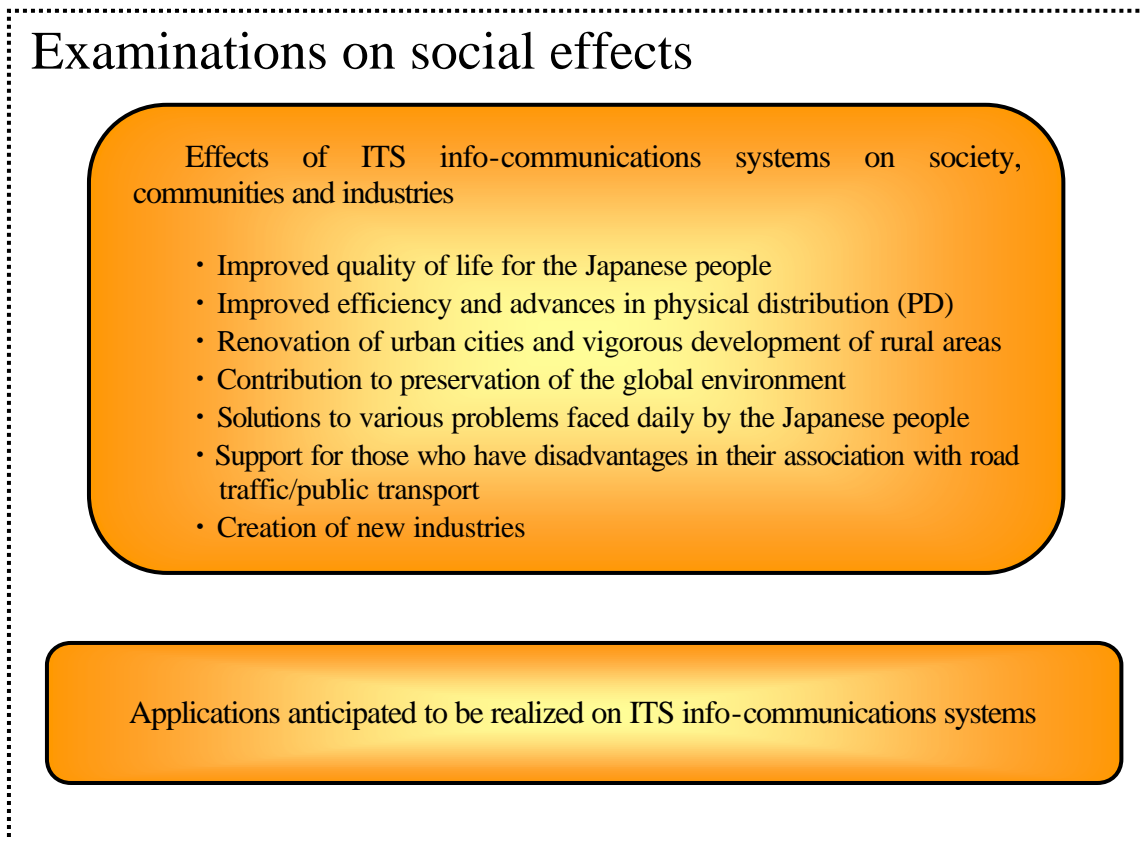 Examinations on social effects
Effects of ITS info-communications systems on society,
communities and industries
・Improved quality of life for the Japanese people
・Improved efficiency and advances in physical distribution (PD)
・Renovation of urban cities and vigorous development of rural areas
・Contribution to preservation of the global environment
・Solutions to various problems faced daily by the Japanese people
・Support for those who have disadvantages in their association with road
traffic/public transport
・Creation of new industries
Applications anticipated to be realized on ITS info-communications systems